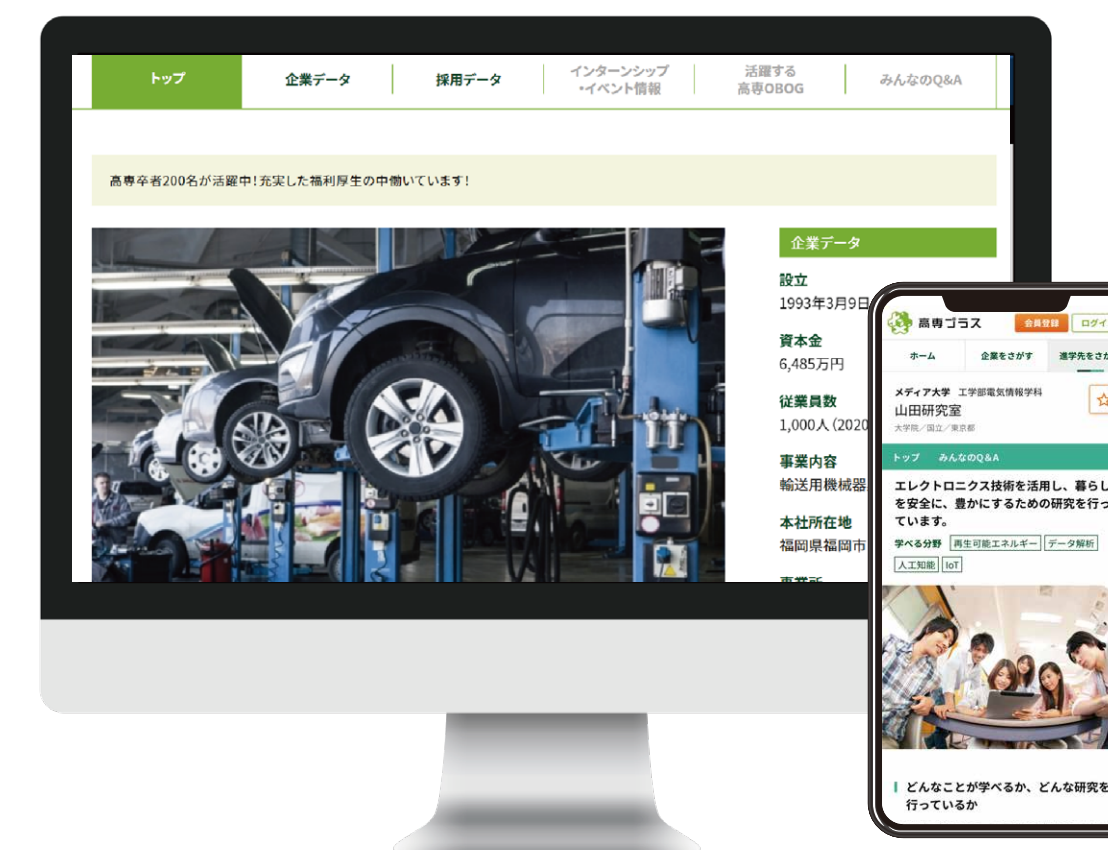 トップ
企業データ
採用データ
インターンシップ
・イベント情報
活躍する
高専OBOG
みんなのQ&A
高専卒者200名が活躍中!充実した福利厚生の中働いています!
企業データ
設立
1993年3月9日
資本金
6,485万円
従業員数
1,000人(2020
事業内容
輸送用機械器
本社所在地
福岡県福岡市
事業所
高専プラス
会員登録
ログイ
ホーム
企業をさがす
進学先をさが
メディア大学 工学部電気情報学科
山田研究室
大学院/国立/東京都
トップ みんなのQ&A
エレクトロニクス技術を活用し、暮らし
を安全に、豊かにするための研究を行っ
ています。
学べる分野 再生可能エネルギー データ解析
人工知能 IoT
どんなことが学べるか、どんな研究を
行っているか